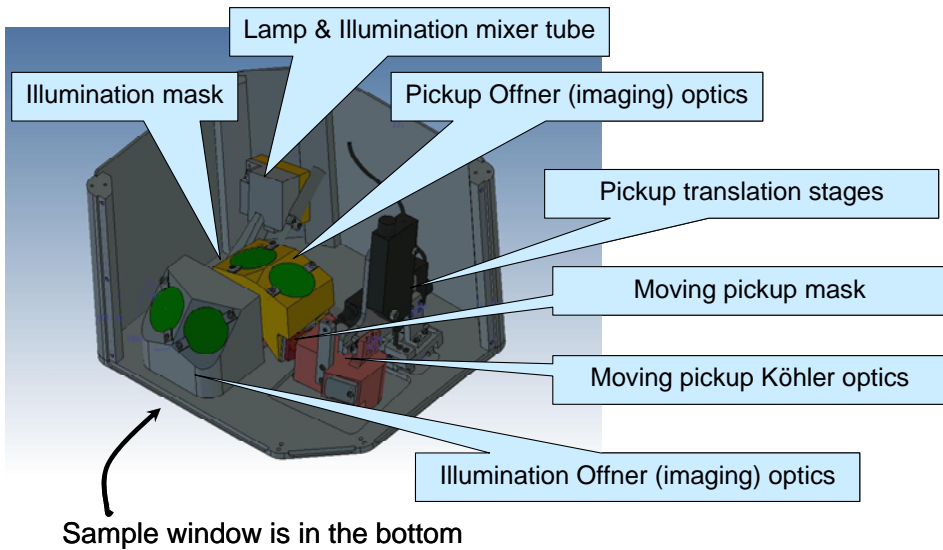 Lamp & Illumination mixer tube
Illumination mask
Pickup Offner (imaging) optics
Pickup translation stages
Moving pickup mask
Moving pickup Köhler optics
Illumination Offner (imaging) optics
Sample window is in the bottom